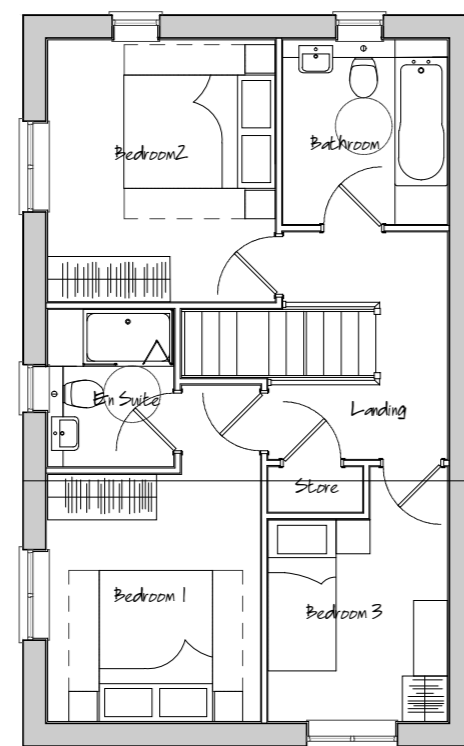 Bedroom2
Bathroom
En Suite
Landing
Store
Bedroom 1
Bedroom 3